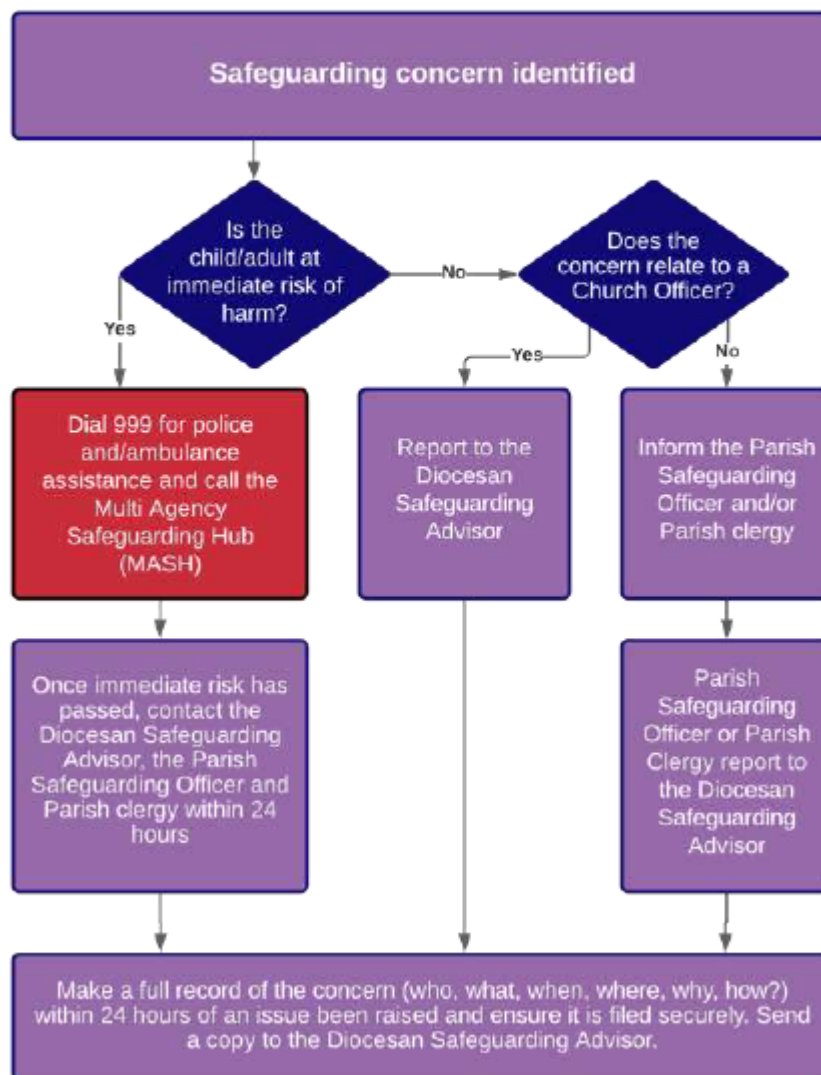 Safeguarding concern identified
Is the
child/adult at
immediate risk of
harm?
No
Does the
concern relate to a
Church Officer?
Yes
Yes
No
Dial 999 for police
and/or/ambulance
assistance and call the
Multi Agency
Safeguarding Hub
(MASH)
Report to the
Diocesan
Safeguarding
Advisor
Inform the Parish
Safeguarding
Officer and/or
Parish clergy
Once immediate risk has
passed, contact the
Diocesan Safeguarding
Advisor, the Parish
Safeguarding Officer and
Parish clergy within 24
hours
Parish
Safeguarding
Officer or Parish
Clergy report to
the Diocesan
Safeguarding
Advisor
Make a full record of the concern (who, what, when, where, why, how?)
within 24 hours of an issue been raised and ensure it is filed securely. Send
a copy to the Diocesan Safeguarding Advisor.